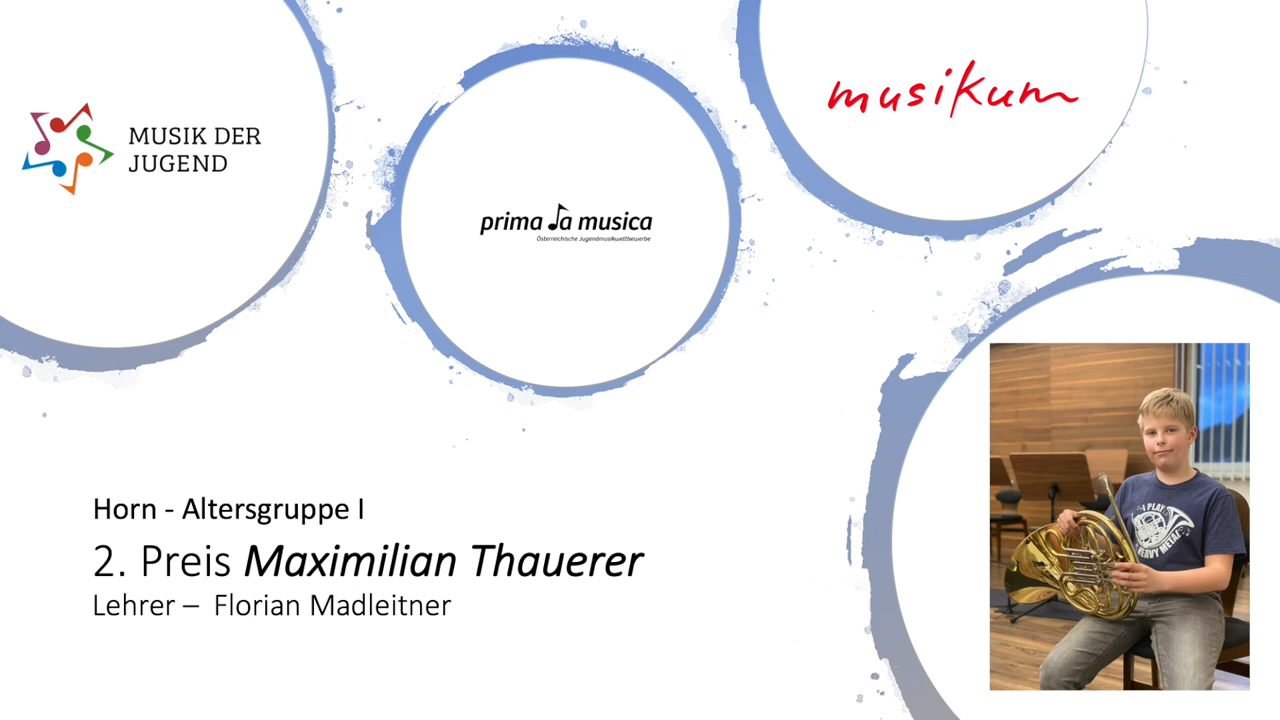 MUSIK DER
JUGEND
prima la musica
Österreichische Jugendmusikwettbewerbe
musikum
Horn - Altersgruppe I
2. Preis Maximilian Thauerer
Lehrer – Florian Madleitner
I PLAY
HEAVY METAL